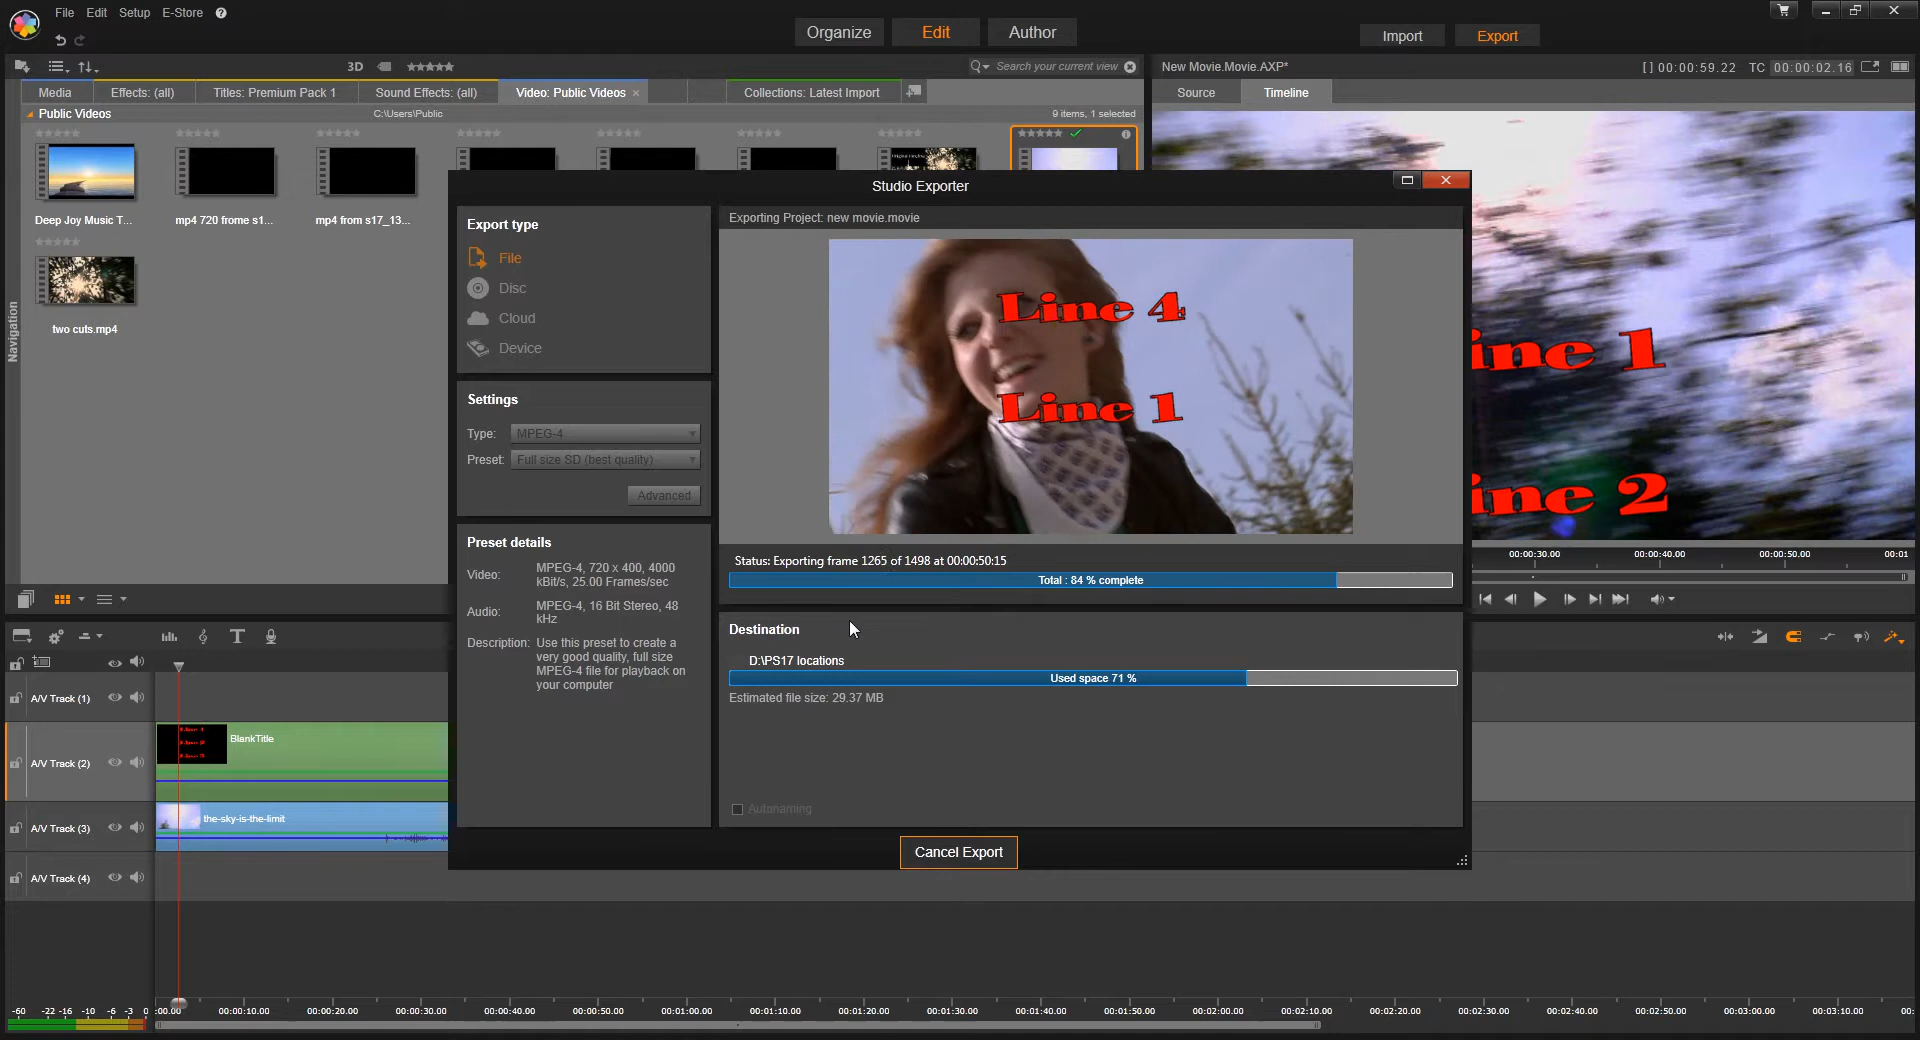 File Edit Setup E-Store ?
Organize Edit Author
Import Export
3D
Search your current view
New Movie.Movie.AXP*
[ ] 00:00:59.22 TC 00:00:02.16
Media Effects: (all) Titles: Premium Pack 1 Sound Effects: (all) Video: Public Videos × Collections: Latest Import
Source Timeline
Public Videos C:\Users\Public 9 items, 1 selected
Deep Joy Music T... mp4 720 frome s1... mp4 from s17_13...
two cuts.mp4
Navigation
Studio Exporter
Export type
File
Disc
Cloud
Device
Settings
Type: MPEG-4
Preset: Full size SD (best quality)
Advanced
Preset details
Video: MPEG-4, 720 x 400, 4000
kBit/s, 25.00 Frames/sec
Audio: MPEG-4, 16 Bit Stereo, 48
kHz
Description: Use this preset to create a
very good quality, full size
MPEG-4 file for playback on
your computer
Exporting Project: new movie.movie
Line 4
Line 1
Status: Exporting frame 1265 of 1498 at 00:00:50:15
Total : 84 % complete
Destination
D:\PS17 locations
Used space 71 %
Estimated file size: 29.37 MB
Autonaming
Cancel Export
ine 1
ine 2
00:00:30.00 00:00:40.00 00:00:50.00 00:01
A/V Track (1)
A/V Track (2)
BlankTitle
A/V Track (3)
the-sky-is-the-limit
A/V Track (4)
-60 -22 -16 -10 -6 -3 0
:00.00 00:00:10.00 00:00:20.00 00:00:30.00 00:00:40.00 00:00:50.00 00:01:00.00 00:01:10.00 00:01:20.00 00:01:30.00 00:01:40.00 00:01:50.00 00:02:00.00 00:02:10.00 00:02:20.00 00:02:30.00 00:02:40.00 00:02:50.00 00:03:00.00 00:03:10.00 00: